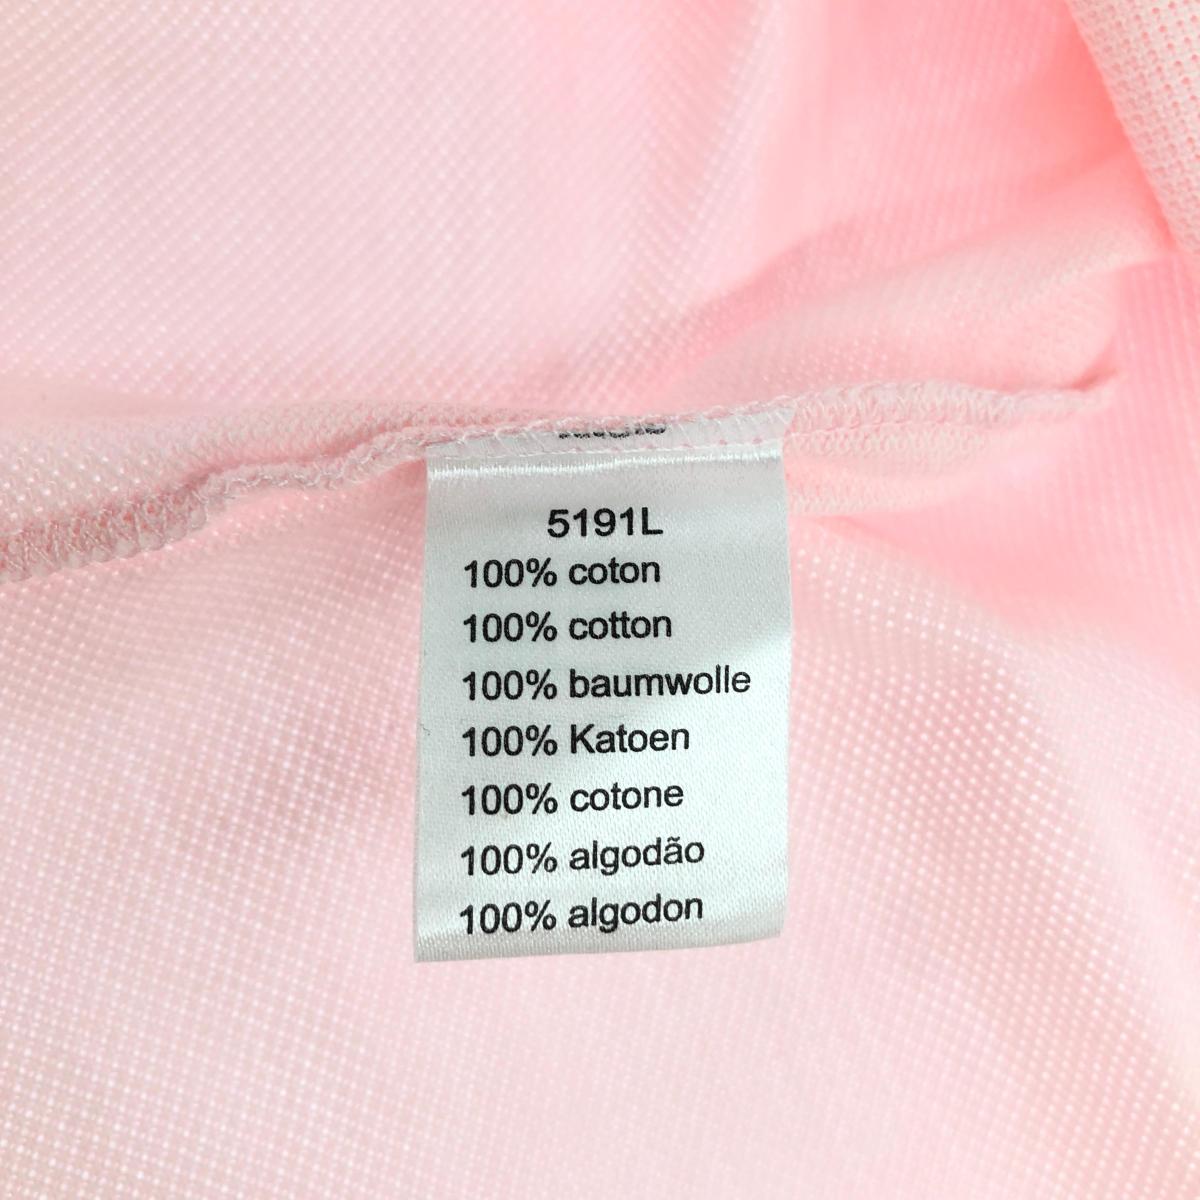 5191L
100% coton
100% cotton
100% baumwolle
100% Katoen
100% cotone
100% algodão
100% algodon